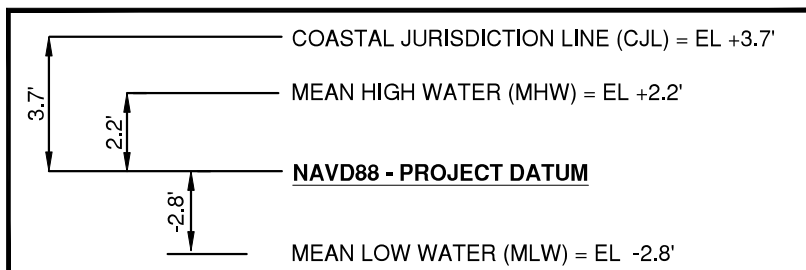 COASTAL JURISDICTION LINE (CJL) = EL +3.7'
3.7'
MEAN HIGH WATER (MHW) = EL +2.2'
2.2'
NAVD88 - PROJECT DATUM
-2.8'
MEAN LOW WATER (MLW) = EL -2.8'